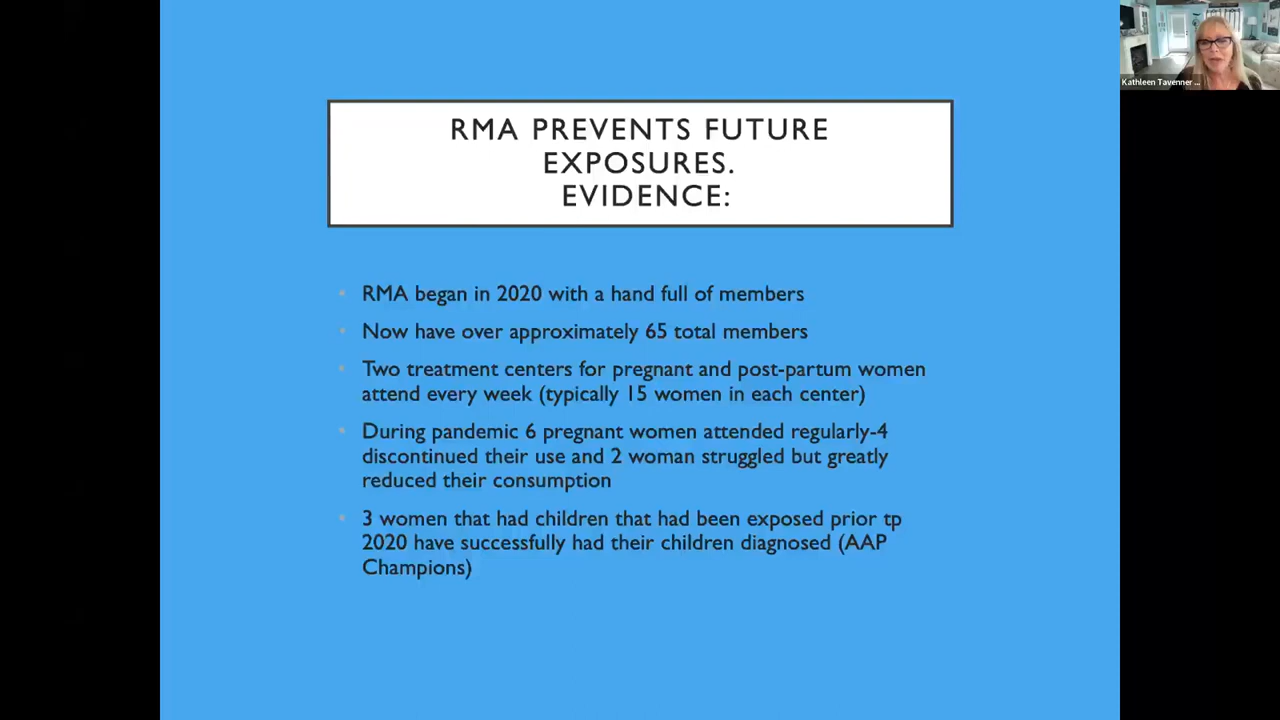 Kathleen Tavenner ...
RMA PREVENTS FUTURE
EXPOSURES.
EVIDENCE:
RMA began in 2020 with a hand full of members
Now have over approximately 65 total members
Two treatment centers for pregnant and post-partum women
attend every week (typically 15 women in each center)
During pandemic 6 pregnant women attended regularly-4
discontinued their use and 2 woman struggled but greatly
reduced their consumption
3 women that had children that had been exposed prior tp
2020 have successfully had their children diagnosed (AAP
Champions)